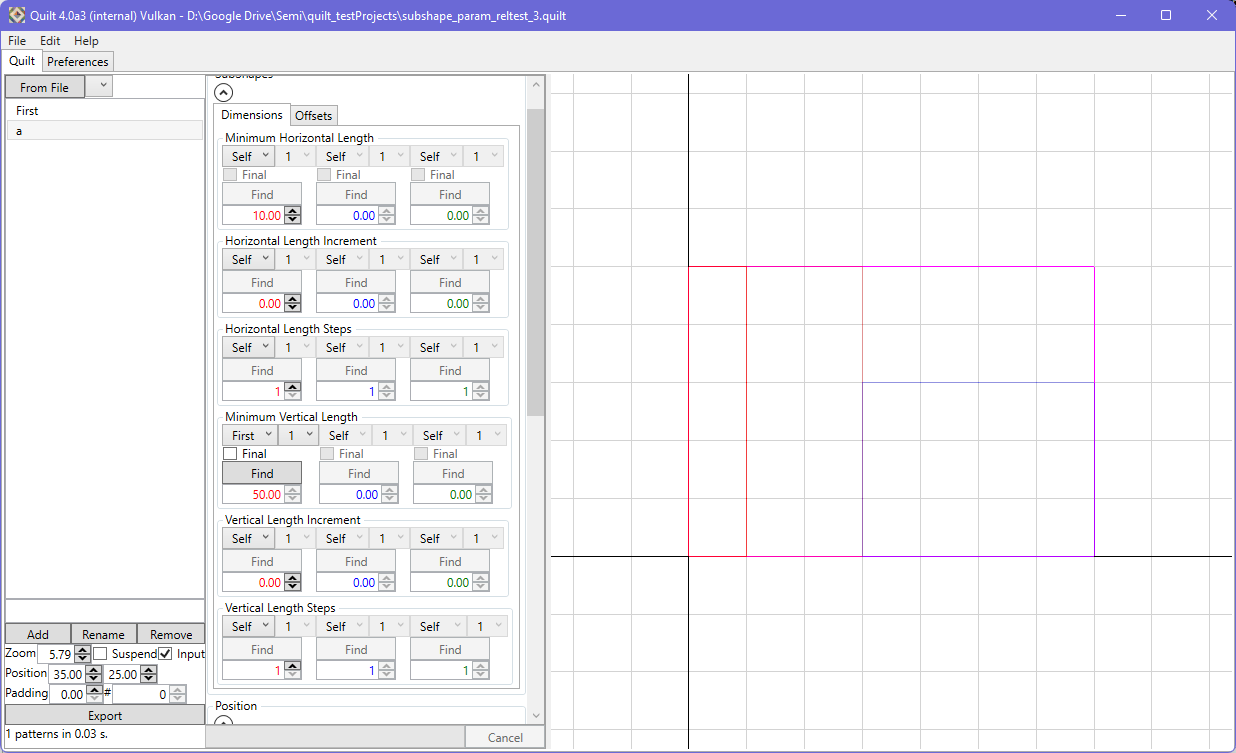 Quilt 4.0a3 (internal) Vulkan - D:\Google Drive\Semi\quilt_testProjects\subshape_param_reltest_3.quilt
File Edit Help
Quilt Preferences
From File
First
a
Add Rename Remove
Zoom 5.79 Suspend Input
Position 35.00 25.00
Padding 0.00 # 0
Export
1 patterns in 0.03 s.
Subshapes
Dimensions Offsets
Minimum Horizontal Length
Self 1 Self 1 Self 1
Final Final Final
Find Find Find
10.00 0.00 0.00
Horizontal Length Increment
Self 1 Self 1 Self 1
Find Find Find
0.00 0.00 0.00
Horizontal Length Steps
Self 1 Self 1 Self 1
Find Find Find
1 1 1
Minimum Vertical Length
First 1 Self 1 Self 1
Final Final Final
Find Find Find
50.00 0.00 0.00
Vertical Length Increment
Self 1 Self 1 Self 1
Find Find Find
0.00 0.00 0.00
Vertical Length Steps
Self 1 Self 1 Self 1
Find Find Find
1 1 1
Position
Cancel